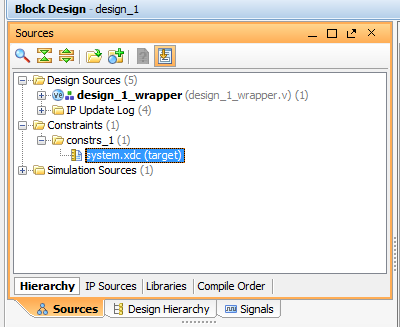 Block Design - design_1
Sources
Design Sources (5)
design_1_wrapper (design_1_wrapper.v) (1)
IP Update Log (4)
Constraints (1)
constrs_1 (1)
system.xdc (target)
Simulation Sources (1)
Hierarchy IP Sources Libraries Compile Order
Sources Design Hierarchy Signals